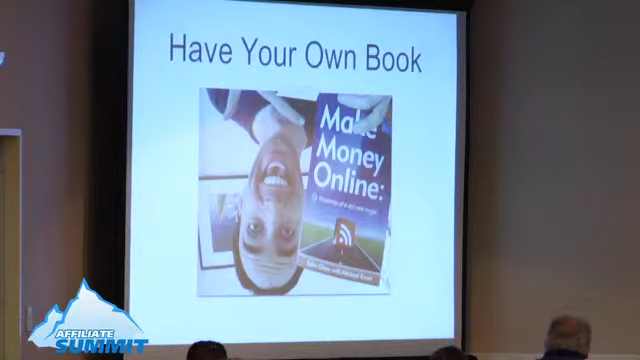 Have Your Own Book
Make
Money
Online:
AFFILIATE
SUMMIT